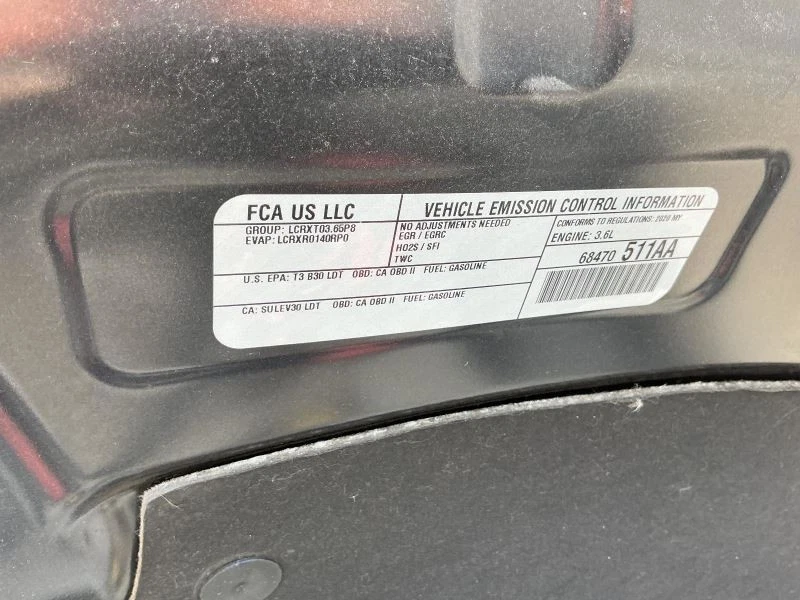 FCA US LLC
VEHICLE EMISSION CONTROL INFORMATION
GROUP: LCRXT03.65P8
EVAP: LCRXR0140RP0
NO ADJUSTMENTS NEEDED
EGR / EGRC
HO2S / SFI
TWC
CONFORMS TO REGULATIONS: 2020 MY
ENGINE: 3.6L
68470 511AA
U.S. EPA: T3 B30 LDT OBD: CA OBD II FUEL: GASOLINE
CA: SULEV30 LDT OBD: CA OBD II FUEL: GASOLINE